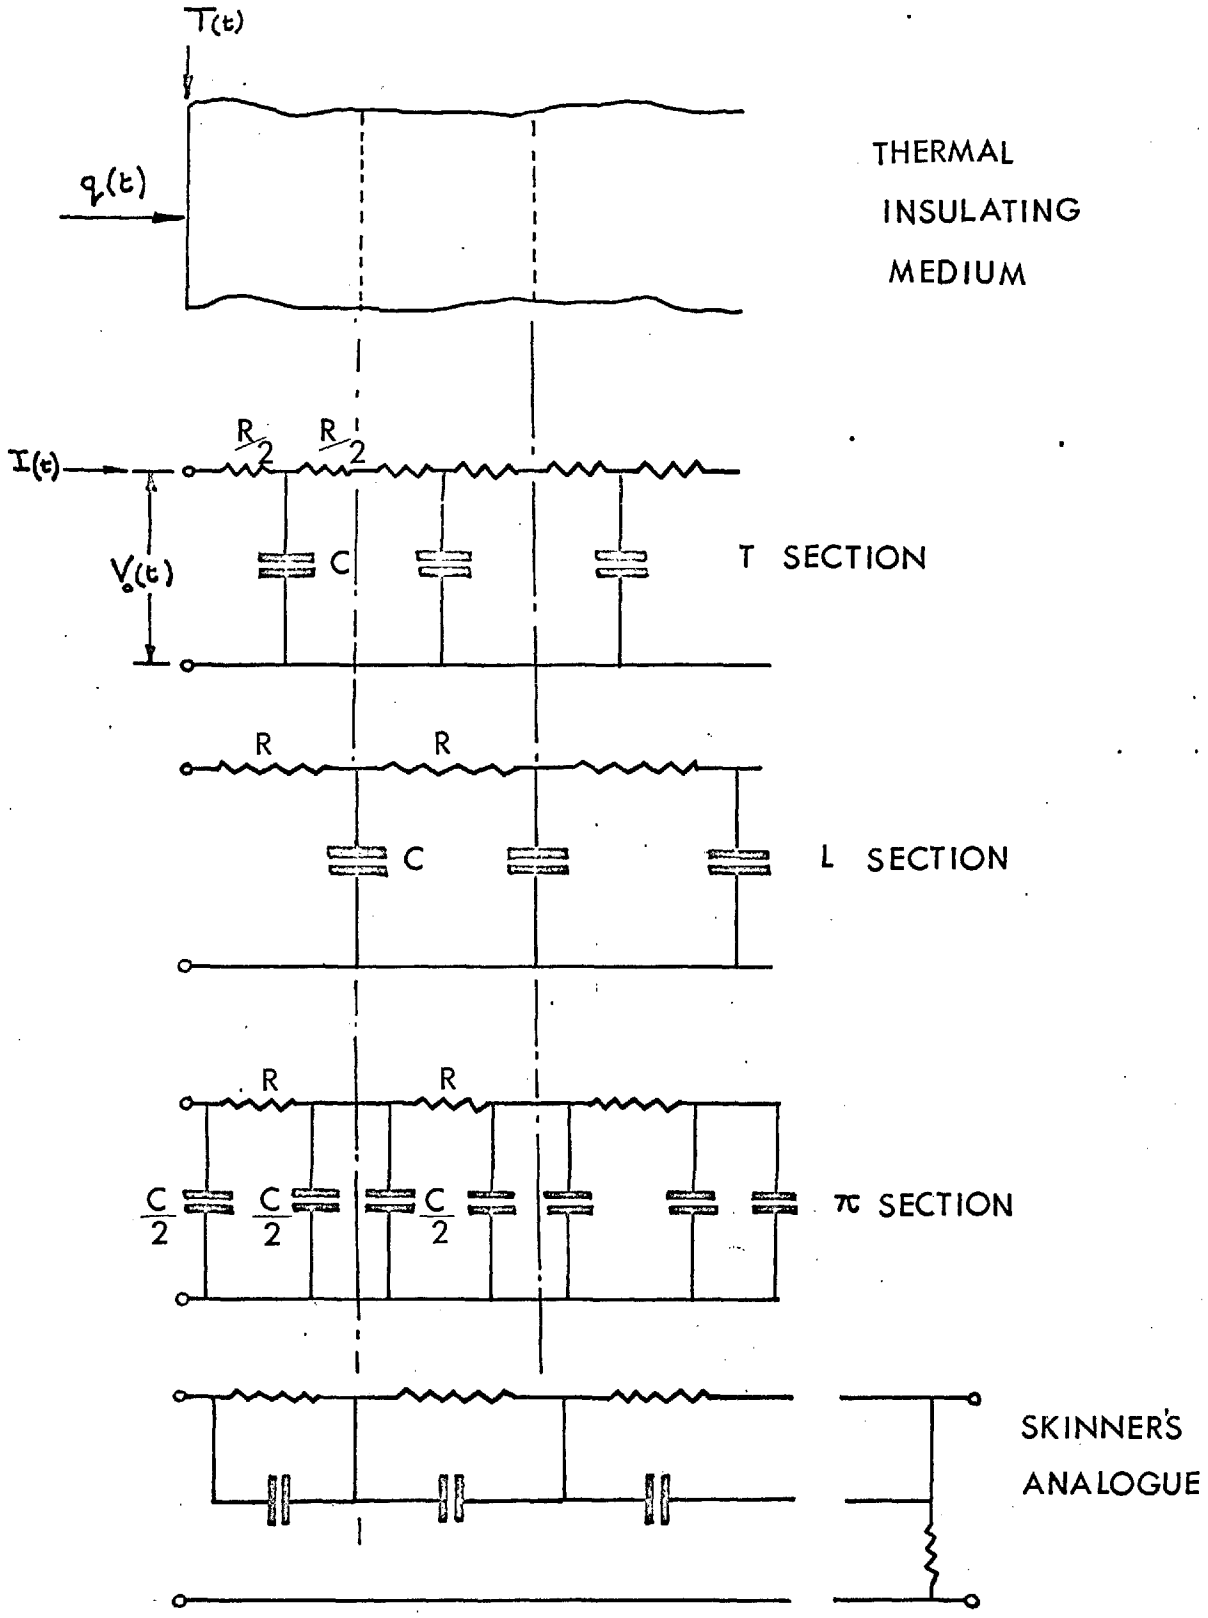 T(t)
q(t)
THERMAL
INSULATING
MEDIUM
R/2 R/2
I(t)
V₀(t)
C
T SECTION
R R
C
L SECTION
R R
C/2 C/2 C/2
π SECTION
SKINNER'S
ANALOGUE